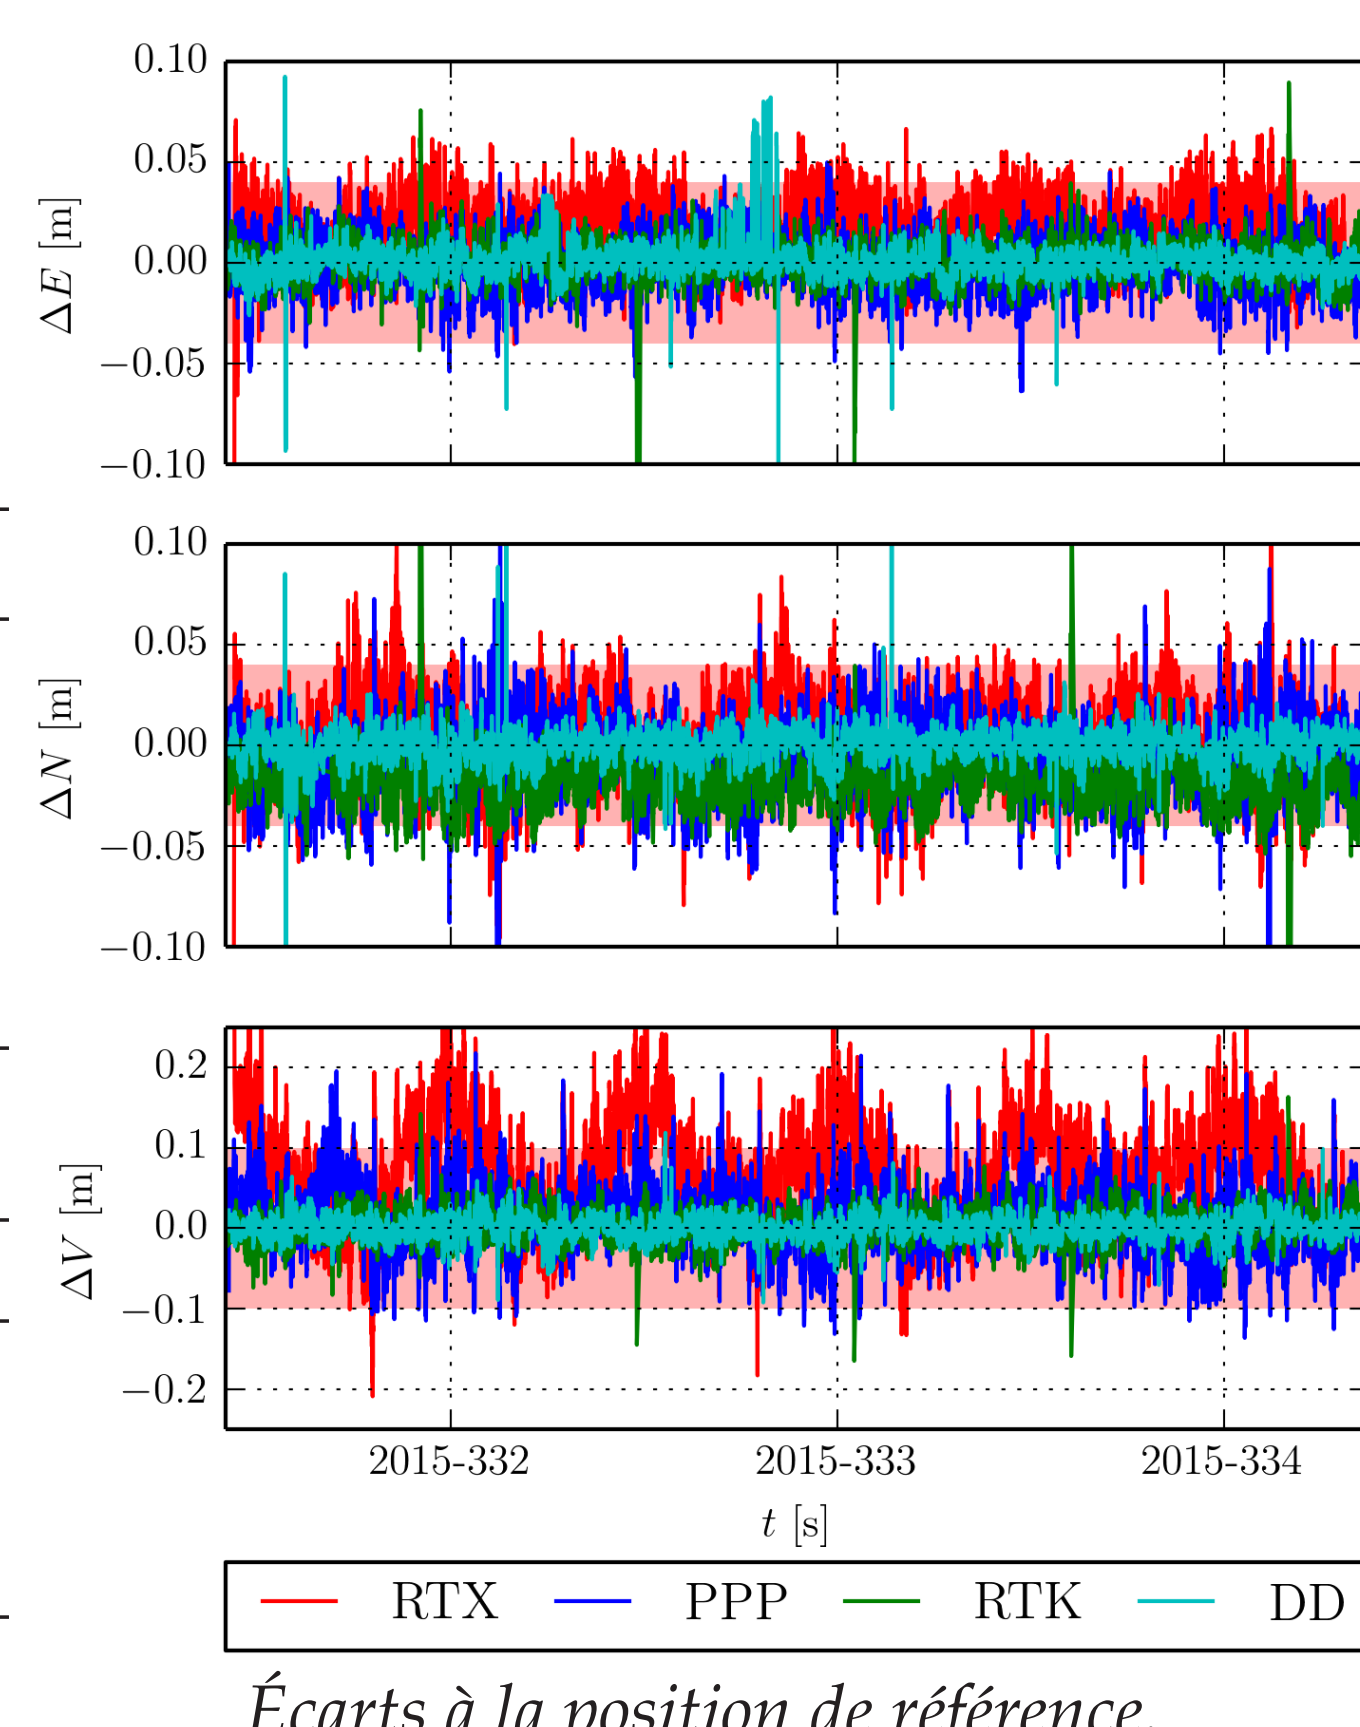 0.10
0.05
0.00
−0.05
−0.10
ΔE [m]
0.10
0.05
0.00
−0.05
−0.10
ΔN [m]
0.2
0.1
0.0
−0.1
−0.2
ΔV [m]
2015-332 2015-333 2015-334
t [s]
RTX PPP RTK DD
Écarts à la position de référence.